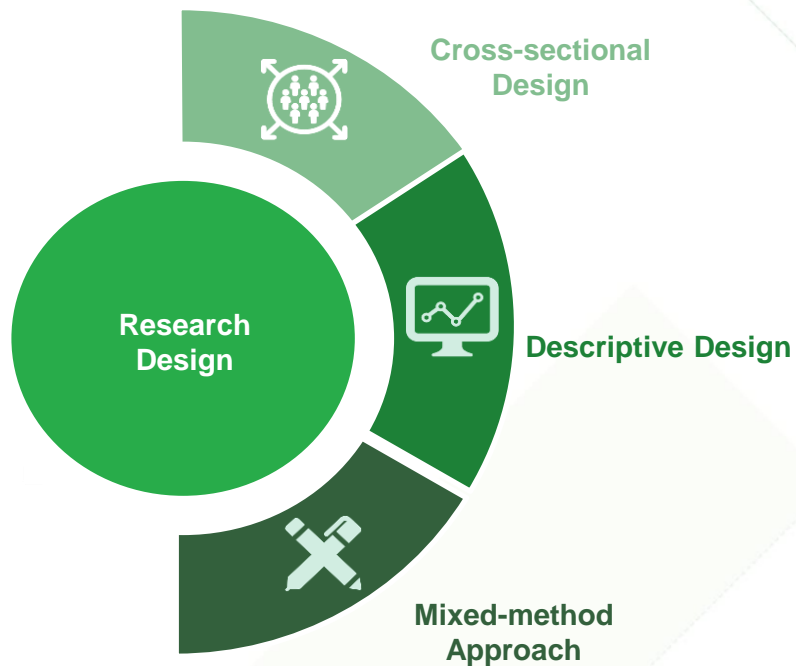 Cross-sectional
Design
Research
Design
Descriptive Design
Mixed-method
Approach